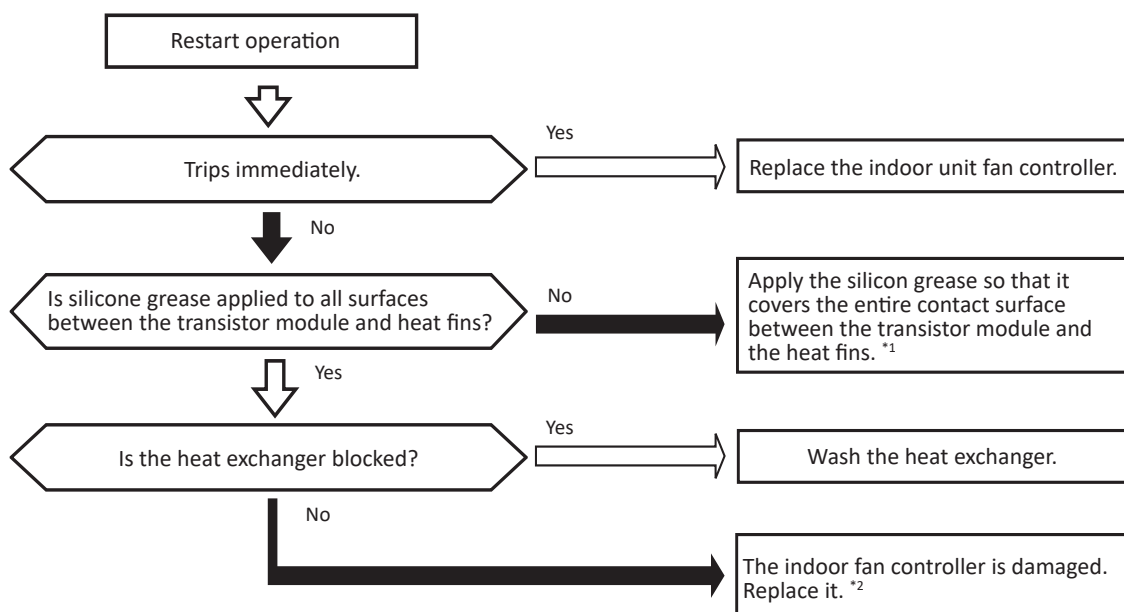 Restart operation
Yes
Trips immediately.
Replace the indoor unit fan controller.
No
Is silicone grease applied to all surfaces
between the transistor module and heat fins?
No
Apply the silicon grease so that it
covers the entire contact surface
between the transistor module and
the heat fins. *1
Yes
Is the heat exchanger blocked?
Yes
Wash the heat exchanger.
No
The indoor fan controller is damaged.
Replace it. *2